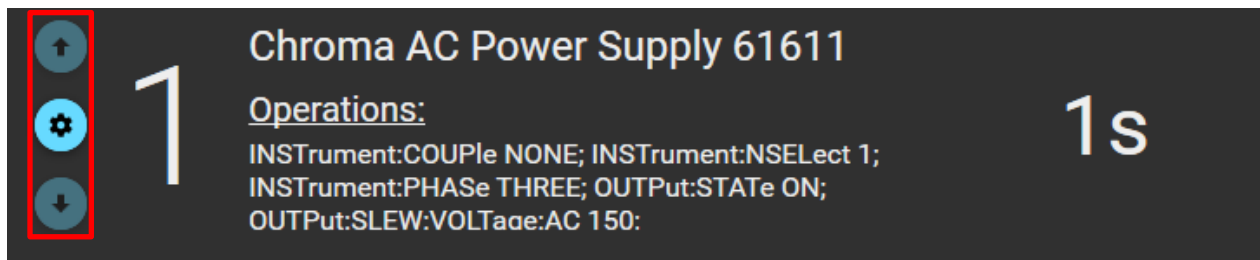 1
Chroma AC Power Supply 61611
Operations:
INSTrument:COUPle NONE; INSTrument:NSELect 1;
INSTrument:PHASe THREE; OUTPut:STATe ON;
OUTPut:SLEW:VOLTage:AC 150;
1s